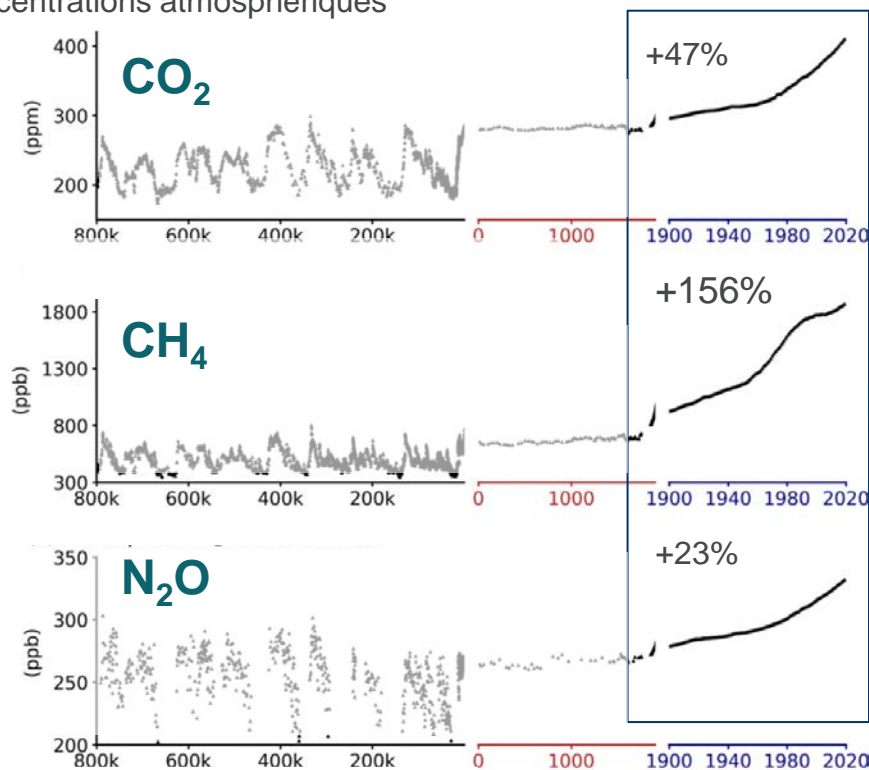 centrations atmosphériques
400
300
200
(ppm)
CO₂
+47%
800k 600k 400k 200k
0 1000
1900 1940 1980 2020
1800
1300
800
300
(ppb)
CH₄
+156%
800k 600k 400k 200k
0 1000
1900 1940 1980 2020
350
300
250
200
(ppb)
N₂O
+23%
800k 600k 400k 200k
0 1000
1900 1940 1980 2020